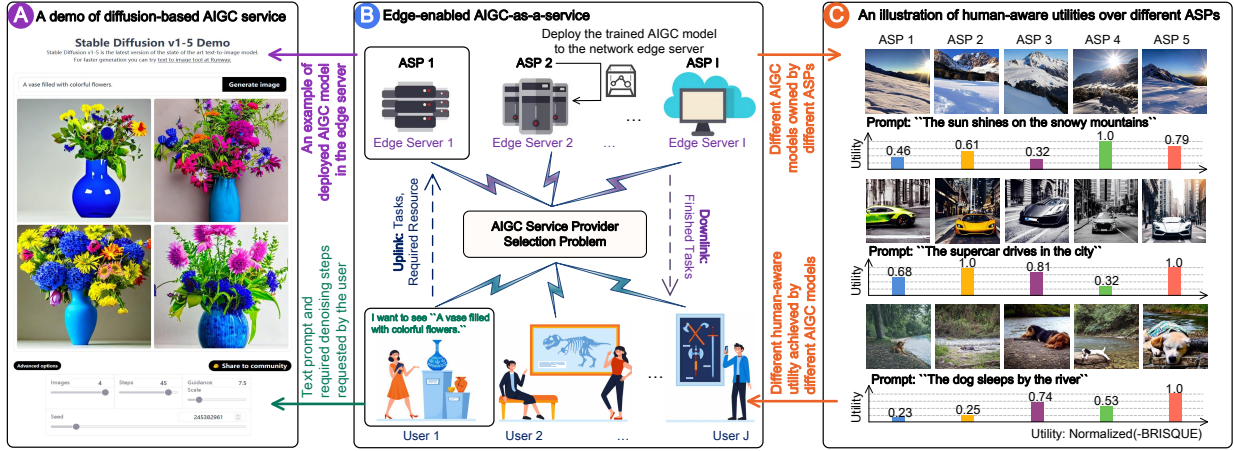 A
A demo of diffusion-based AIGC service
Stable Diffusion v1-5 Demo
Stable Diffusion v1-5 is the latest version of the state of the art text-to-image model.
For faster generation you can try text to image tool at Runway.
A vase filled with colorful flowers.
Generate image
Advanced options
Share to community
Images
4
Steps
45
Guidance
Scale
7.5
Seed
245382961
An example of
deployed AIGC model
in the edge server
Text prompt and
required denoising steps
requested by the user
B
Edge-enabled AIGC-as-a-service
Deploy the trained AIGC model
to the network edge server
ASP 1
ASP 2
ASP I
...
Edge Server 1
Edge Server 2
...
Edge Server I
Uplink: Tasks,
Required Resource
AIGC Service Provider
Selection Problem
Downlink:
Finished Tasks
I want to see ``A vase filled
with colorful flowers.``
...
User 1
User 2
...
User J
Different AIGC
models owned by
different ASPs
Different human-aware
utility achieved by
different AIGC models
C
An illustration of human-aware utilities over different ASPs
ASP 1
ASP 2
ASP 3
ASP 4
ASP 5
Prompt: ``The sun shines on the snowy mountains``
Utility
0.46
0.61
0.32
1.0
0.79
Prompt: ``The supercar drives in the city``
Utility
0.68
1.0
0.81
0.32
1.0
Prompt: ``The dog sleeps by the river``
Utility
0.23
0.25
0.74
0.53
1.0
Utility: Normalized(-BRISQUE)